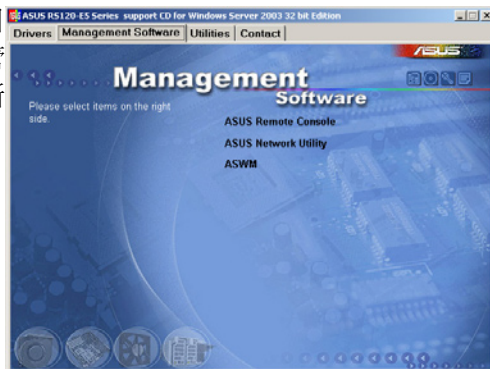 ASUS RS120-E5 Series support CD for Windows Server 2003 32 bit Edition
Drivers Management Software Utilities Contact
ASUS
Management
Software
Please select items on the right
side.
ASUS Remote Console
ASUS Network Utility
ASWM